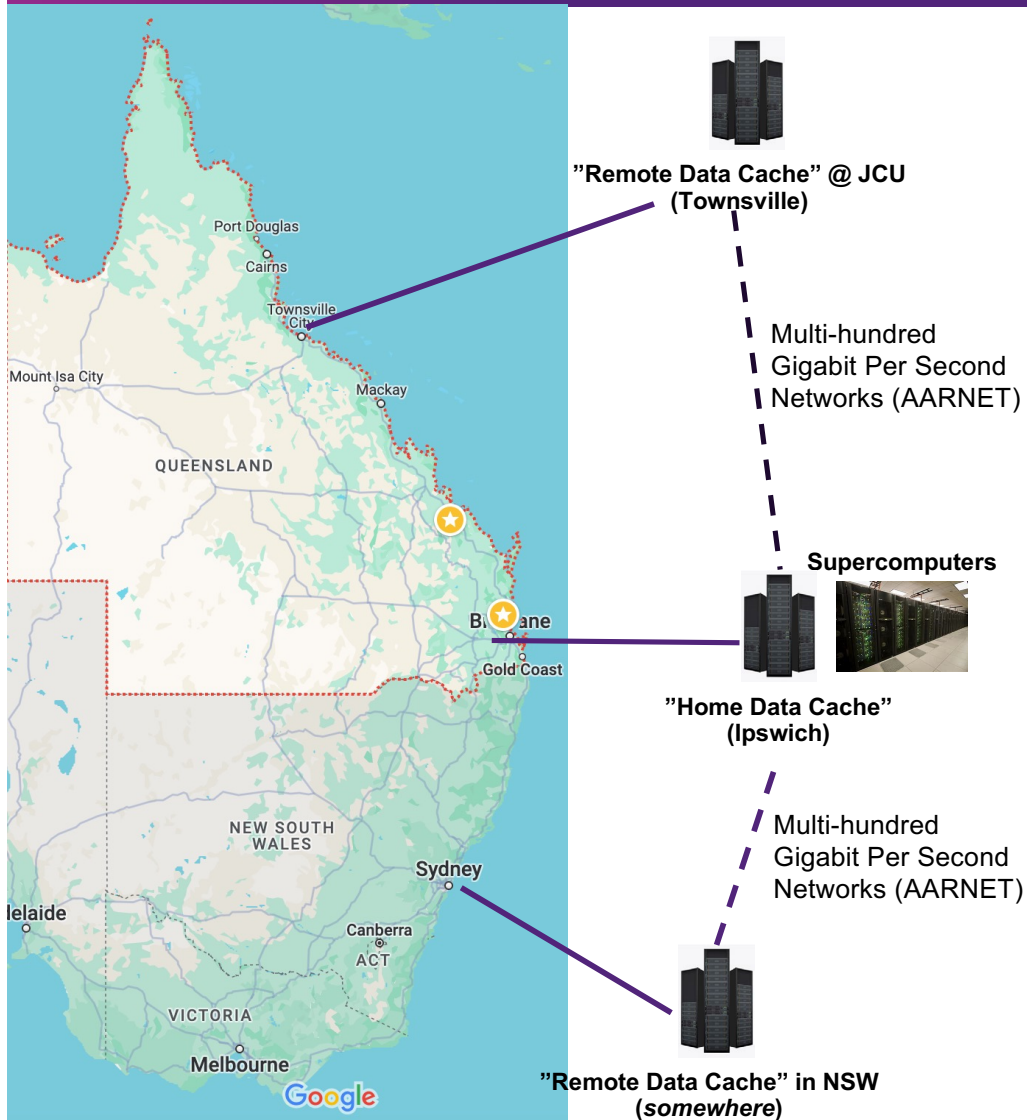 ”Remote Data Cache” @ JCU
(Townsville)
Port Douglas
Cairns
Townsville
City
Multi-hundred
Gigabit Per Second
Networks (AARNET)
Mount Isa City
Mackay
QUEENSLAND
Supercomputers
Gold Coast
”Home Data Cache”
(Ipswich)
NEW SOUTH
WALES
Multi-hundred
Gigabit Per Second
Networks (AARNET)
Sydney
delaide
Canberra
ACT
VICTORIA
Melbourne
Google
”Remote Data Cache” in NSW
(somewhere)